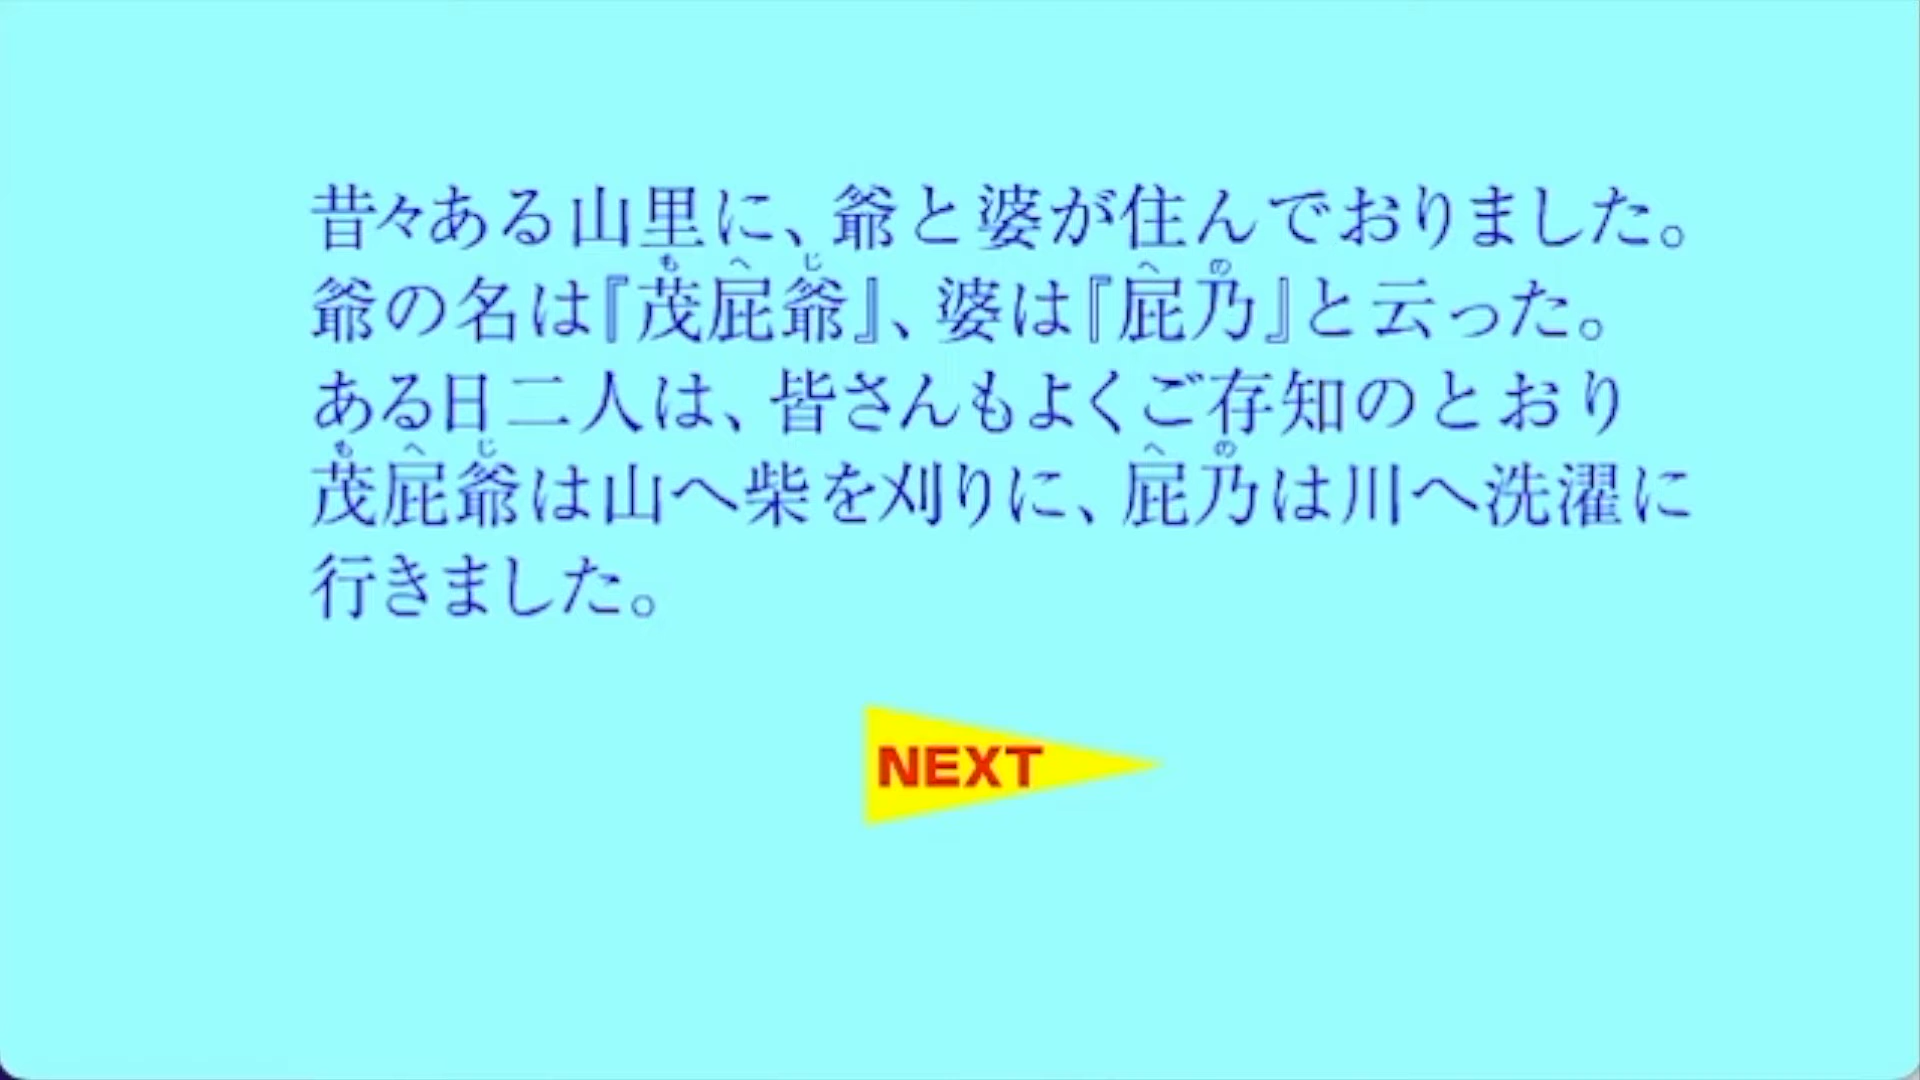 昔々ある山里に、爺と婆が住んでおりました。
爺の名は『茂屁爺』、婆は『屁乃』と云った。
ある日二人は、皆さんもよくご存知のとおり
茂屁爺は山へ柴を刈りに、屁乃は川へ洗濯に
行きました。
NEXT